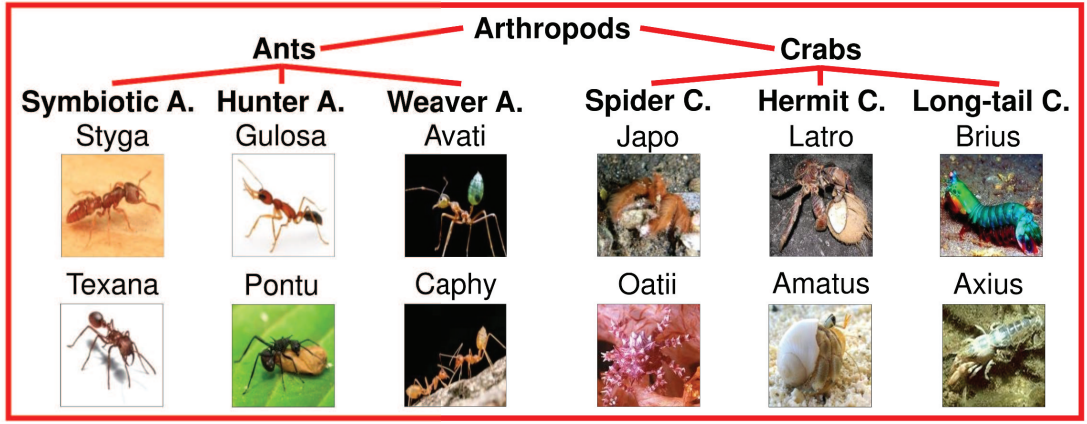 Arthropods
Ants
Crabs
Symbiotic A.
Hunter A.
Weaver A.
Spider C.
Hermit C.
Long-tail C.
Styga
Gulosa
Avati
Japo
Latro
Brius
Texana
Pontu
Caphy
Oatii
Amatus
Axius